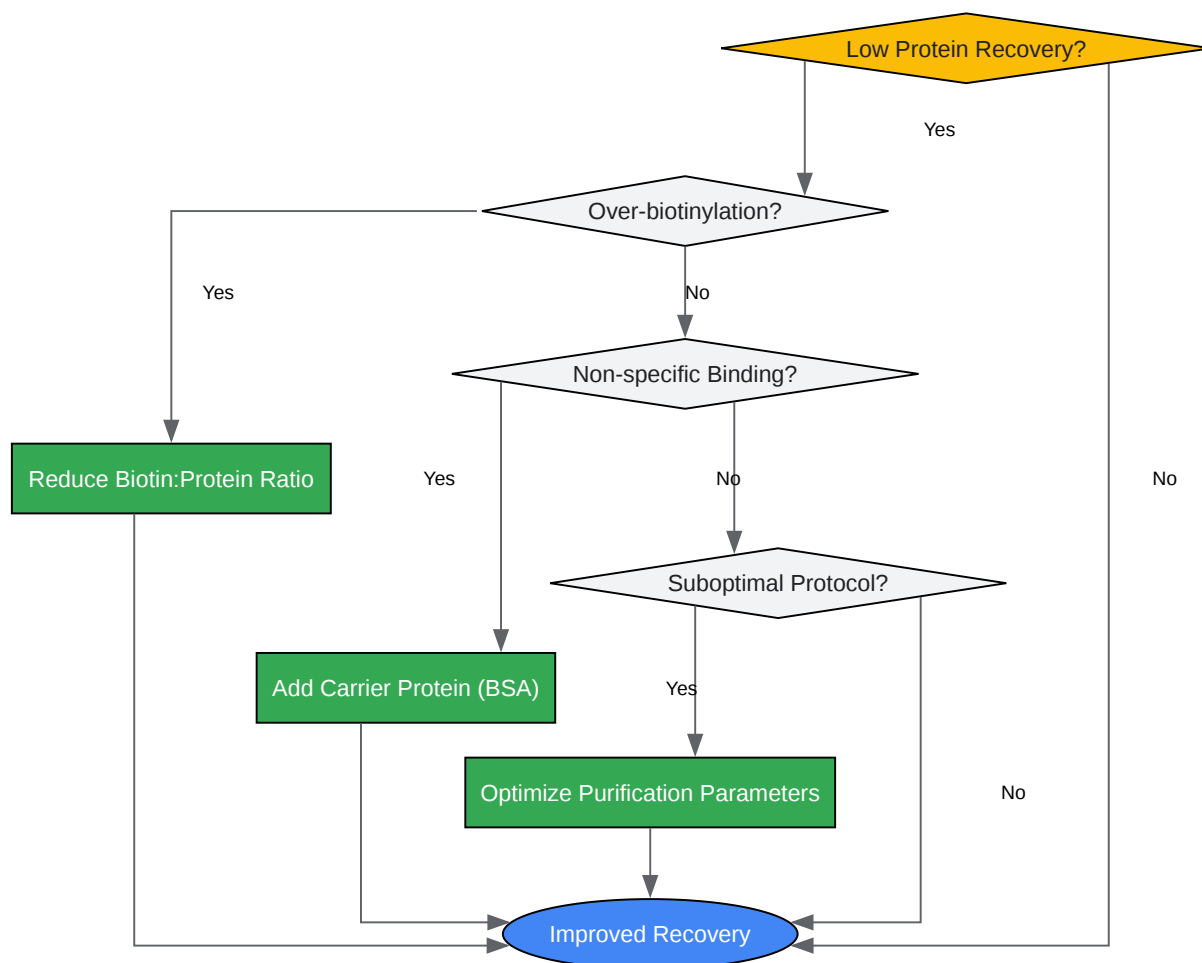 Low Protein Recovery?
Yes
Over-biotinylation?
Yes
No
Non-specific Binding?
Reduce Biotin:Protein Ratio
Yes
No
No
Suboptimal Protocol?
Add Carrier Protein (BSA)
Yes
Optimize Purification Parameters
No
Improved Recovery